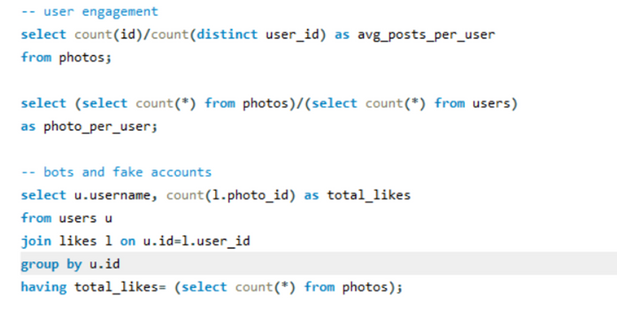 -- user engagement
select count(id)/count(distinct user_id) as avg_posts_per_user
from photos;
select (select count(*) from photos)/(select count(*) from users)
as photo_per_user;
-- bots and fake accounts
select u.username, count(l.photo_id) as total_likes
from users u
join likes l on u.id=l.user_id
group by u.id
having total_likes= (select count(*) from photos);